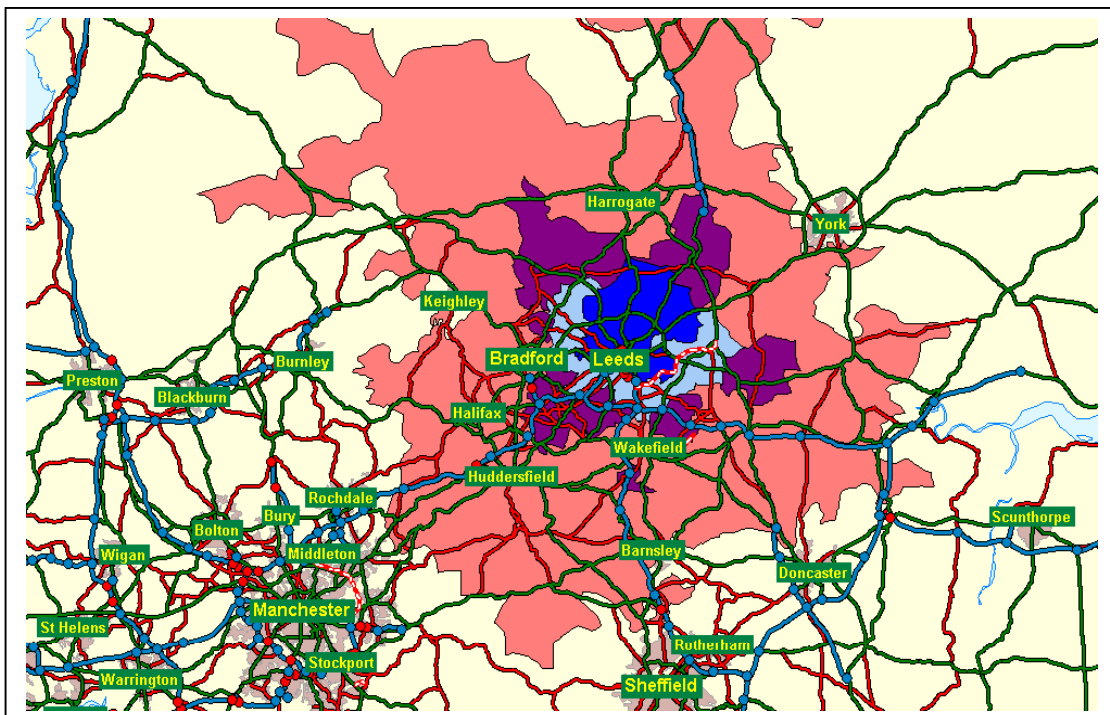 Harrogate
York
Keighley
Bradford
Leeds
Burnley
Preston
Blackburn
Halifax
Wakefield
Huddersfield
Rochdale
Bury
Bolton
Scunthorpe
Wigan
Middleton
Barnsley
Doncaster
Manchester
St Helens
Rotherham
Stockport
Warrington
Sheffield